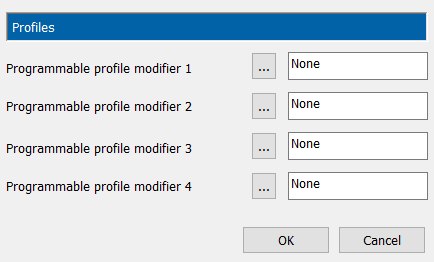 Profiles
Programmable profile modifier 1 ... None
Programmable profile modifier 2 ... None
Programmable profile modifier 3 ... None
Programmable profile modifier 4 ... None
OK Cancel